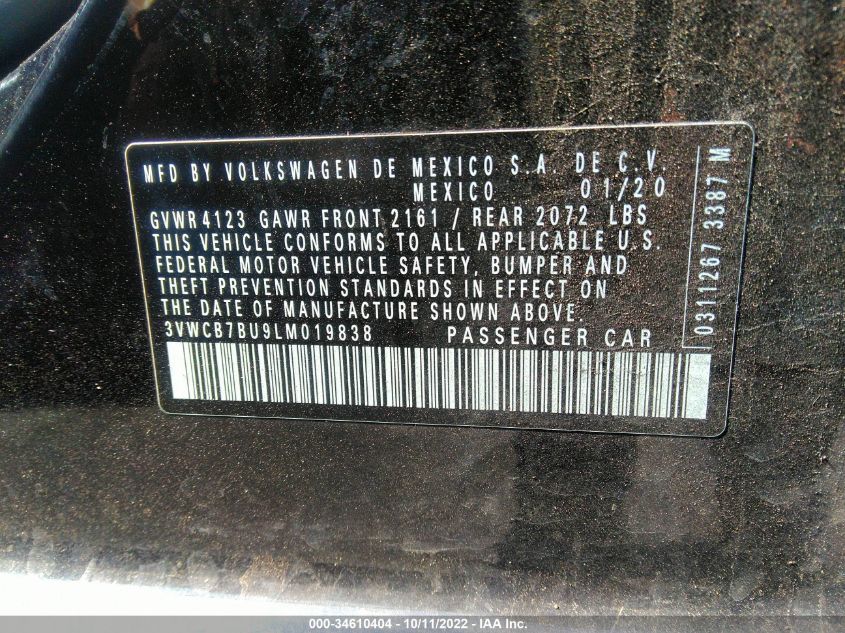 MFD BY VOLKSWAGEN DE MEXICO S.A. DE C.V.
MEXICO 01/20
GVWR4123 GAWR FRONT 2161 / REAR 2072 LBS
THIS VEHICLE CONFORMS TO ALL APPLICABLE U.S.
FEDERAL MOTOR VEHICLE SAFETY, BUMPER AND
THEFT PREVENTION STANDARDS IN EFFECT ON
THE DATE OF MANUFACTURE SHOWN ABOVE.
3VWCB7BU9LM019838 PASSENGER CAR
0311267 3387 M
000-34610404 - 10/11/2022 - IAA Inc.